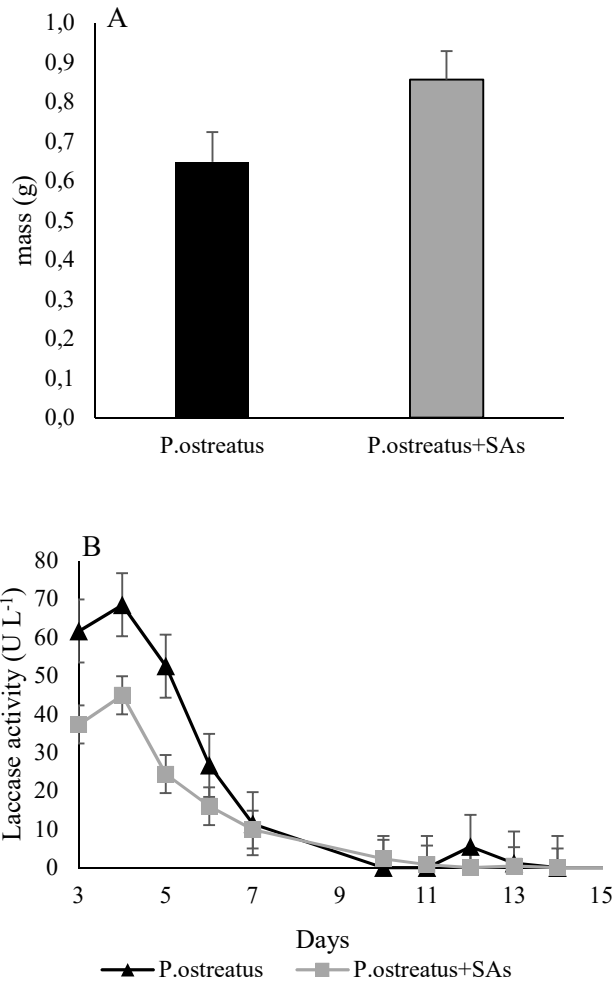 A
1,0
0,9
0,8
0,7
0,6
0,5
0,4
0,3
0,2
0,1
0,0
mass (g)
P.ostreatus P.ostreatus+SAs
B
80
70
60
50
40
30
20
10
0
Laccase activity (U L-1)
3 5 7 9 11 13 15
Days
P.ostreatus P.ostreatus+SAs